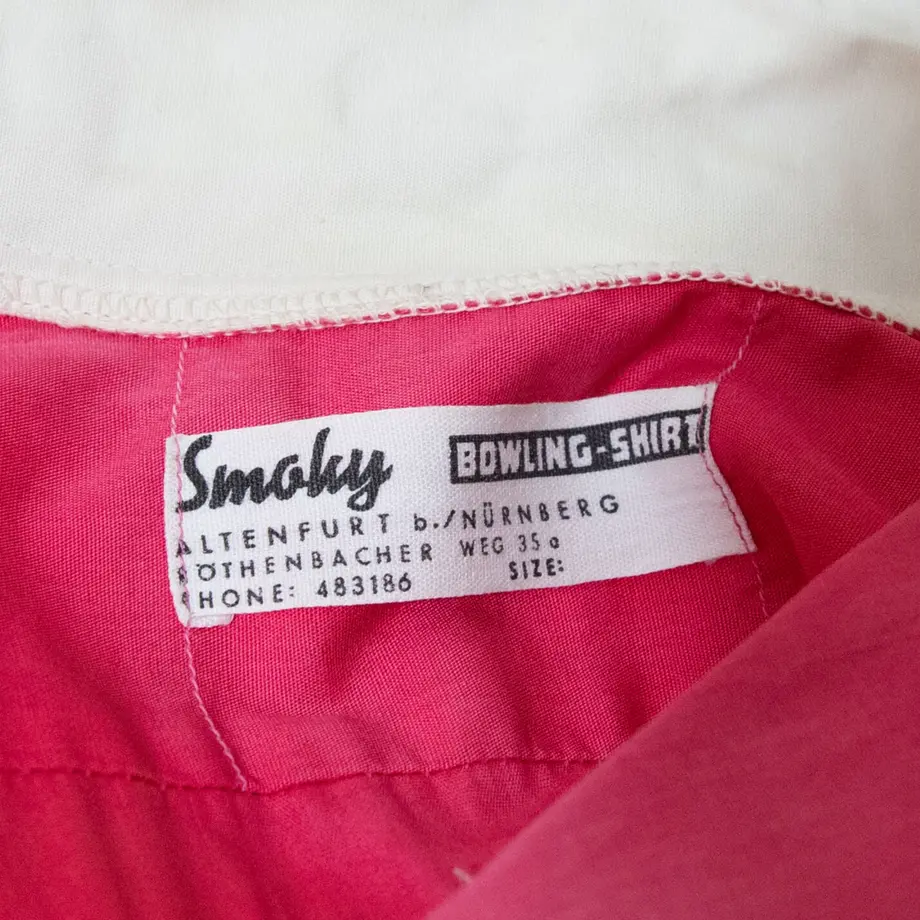 Smoky BOWLING-SHIRT
ALTENFURT b./NÜRNBERG
RÖTHENBACHER WEG 35a
PHONE: 483186 SIZE: